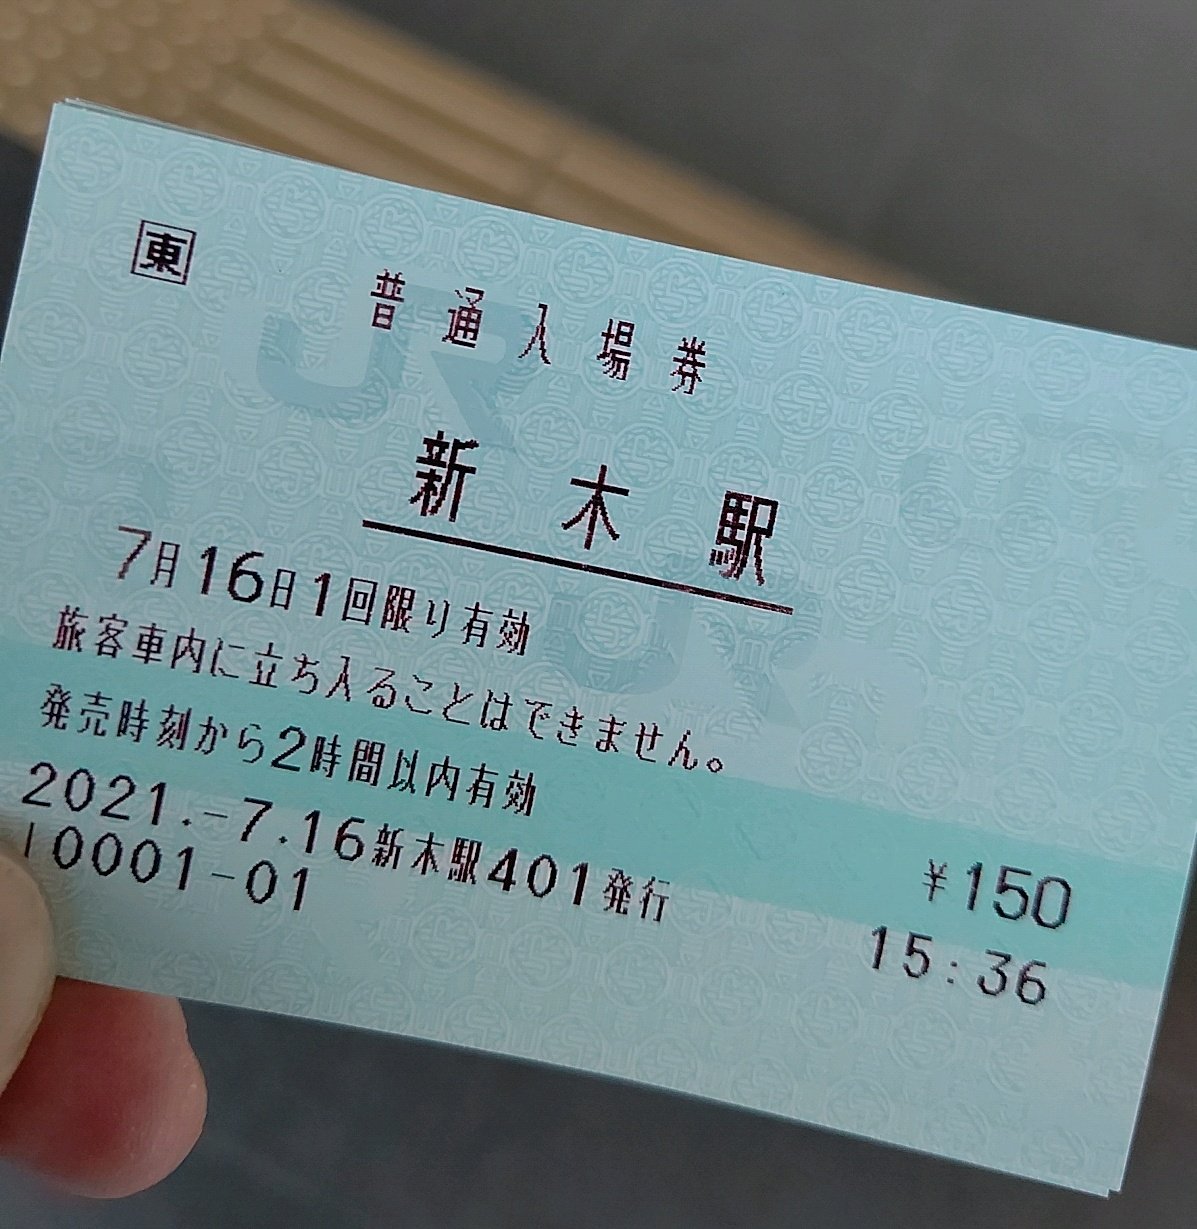 東
普通入場券
新木駅
7月16日1回限り有効
旅客車内に立ち入ることはできません。
発売時刻から2時間以内有効
¥150
2021.-7.16新木駅401発行
15:36
10001-01